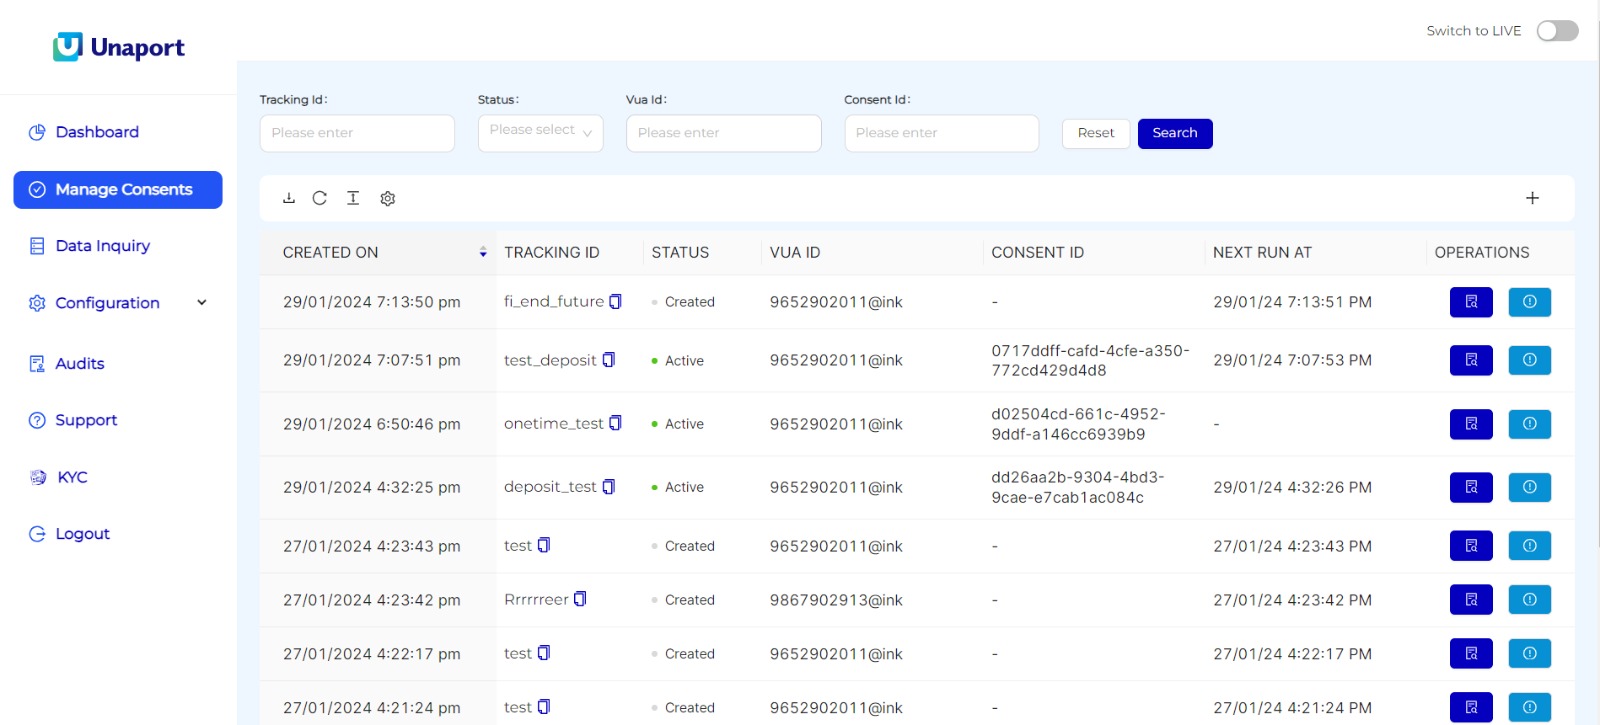 Unaport
Switch to LIVE
Dashboard
Manage Consents
Data Inquiry
Configuration
Audits
Support
KYC
Logout
Tracking Id: Status: Vua Id: Consent Id:
Please enter Please select Please enter Please enter Reset Search
CREATED ON TRACKING ID STATUS VUA ID CONSENT ID NEXT RUN AT OPERATIONS
29/01/2024 7:13:50 pm fi_end_future Created 9652902011@ink - 29/01/24 7:13:51 PM
29/01/2024 7:07:51 pm test_deposit Active 9652902011@ink 0717ddff-cafd-4cfe-a350- 29/01/24 7:07:53 PM
772cd429d4d8
29/01/2024 6:50:46 pm onetime_test Active 9652902011@ink d02504cd-661c-4952- -
9ddf-a146cc6939b9
29/01/2024 4:32:25 pm deposit_test Active 9652902011@ink dd26aa2b-9304-4bd3- 29/01/24 4:32:26 PM
9cae-e7cab1ac084c
27/01/2024 4:23:43 pm test Created 9652902011@ink - 27/01/24 4:23:43 PM
27/01/2024 4:23:42 pm Rrrrrreer Created 9867902913@ink - 27/01/24 4:23:42 PM
27/01/2024 4:22:17 pm test Created 9652902011@ink - 27/01/24 4:22:17 PM
27/01/2024 4:21:24 pm test Created 9652902011@ink - 27/01/24 4:21:24 PM